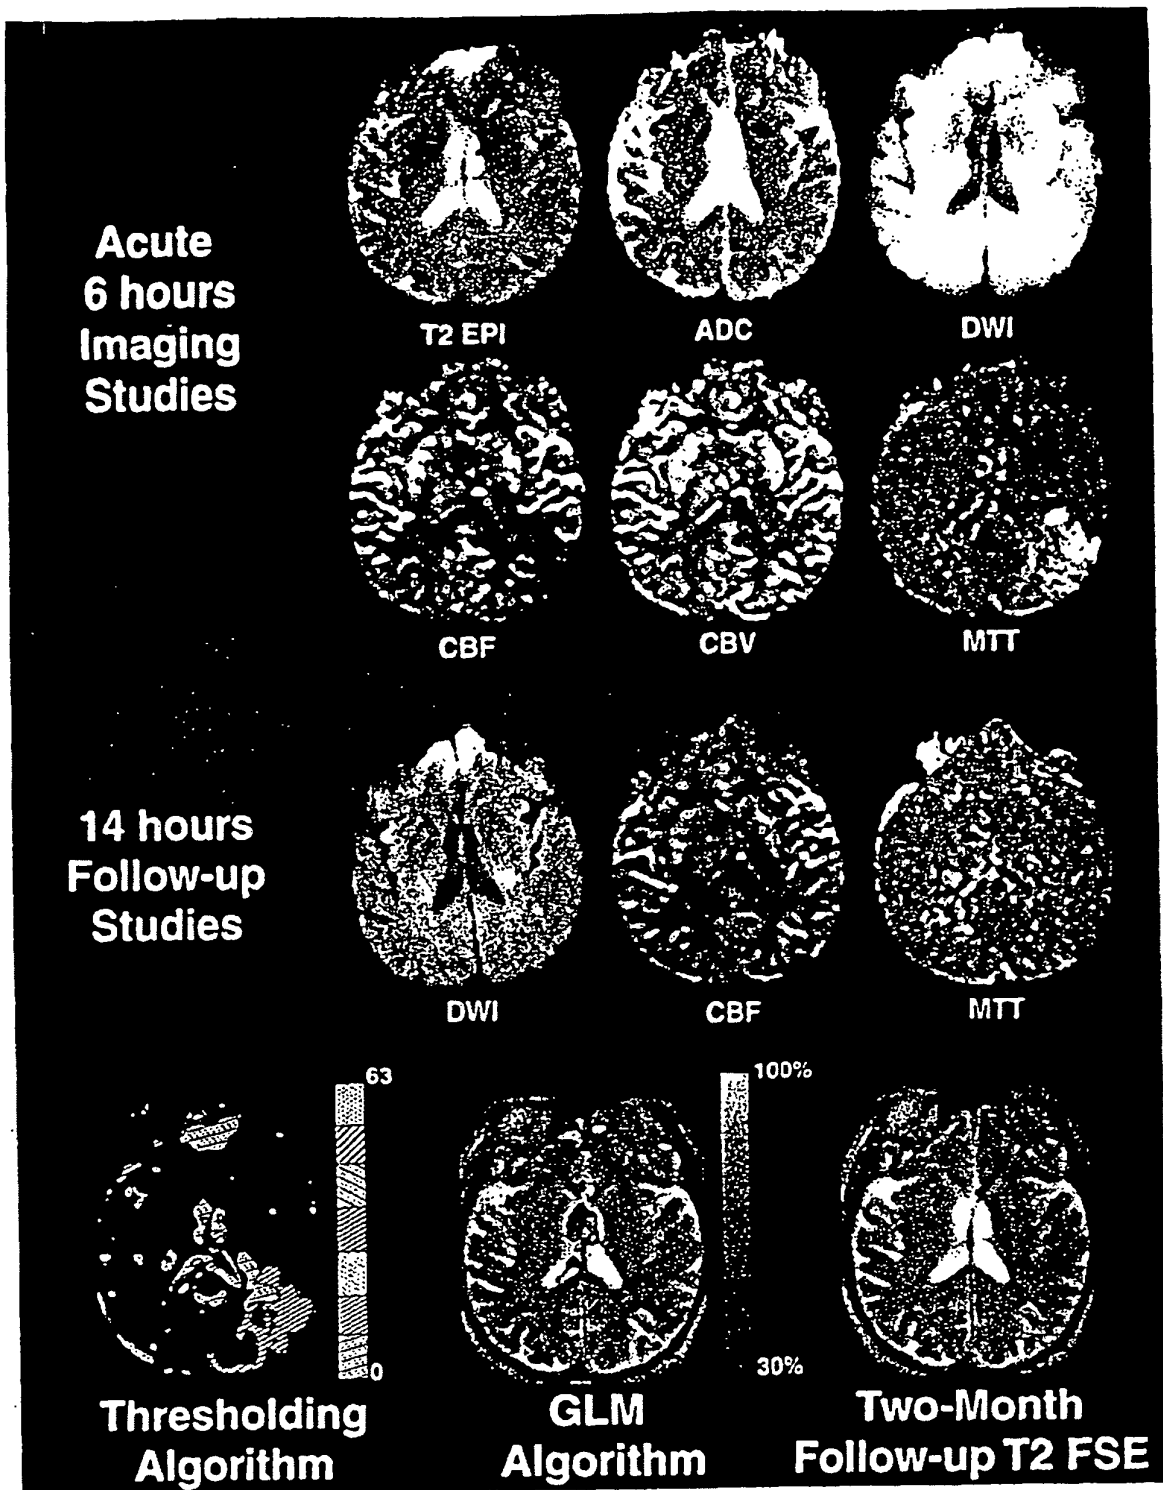 Acute
6 hours
Imaging
Studies
T2 EPI
ADC
DWI
CBF
CBV
MTT
14 hours
Follow-up
Studies
DWI
CBF
MTT
63
0
100%
30%
Thresholding
Algorithm
GLM
Algorithm
Two-Month
Follow-up T2 FSE